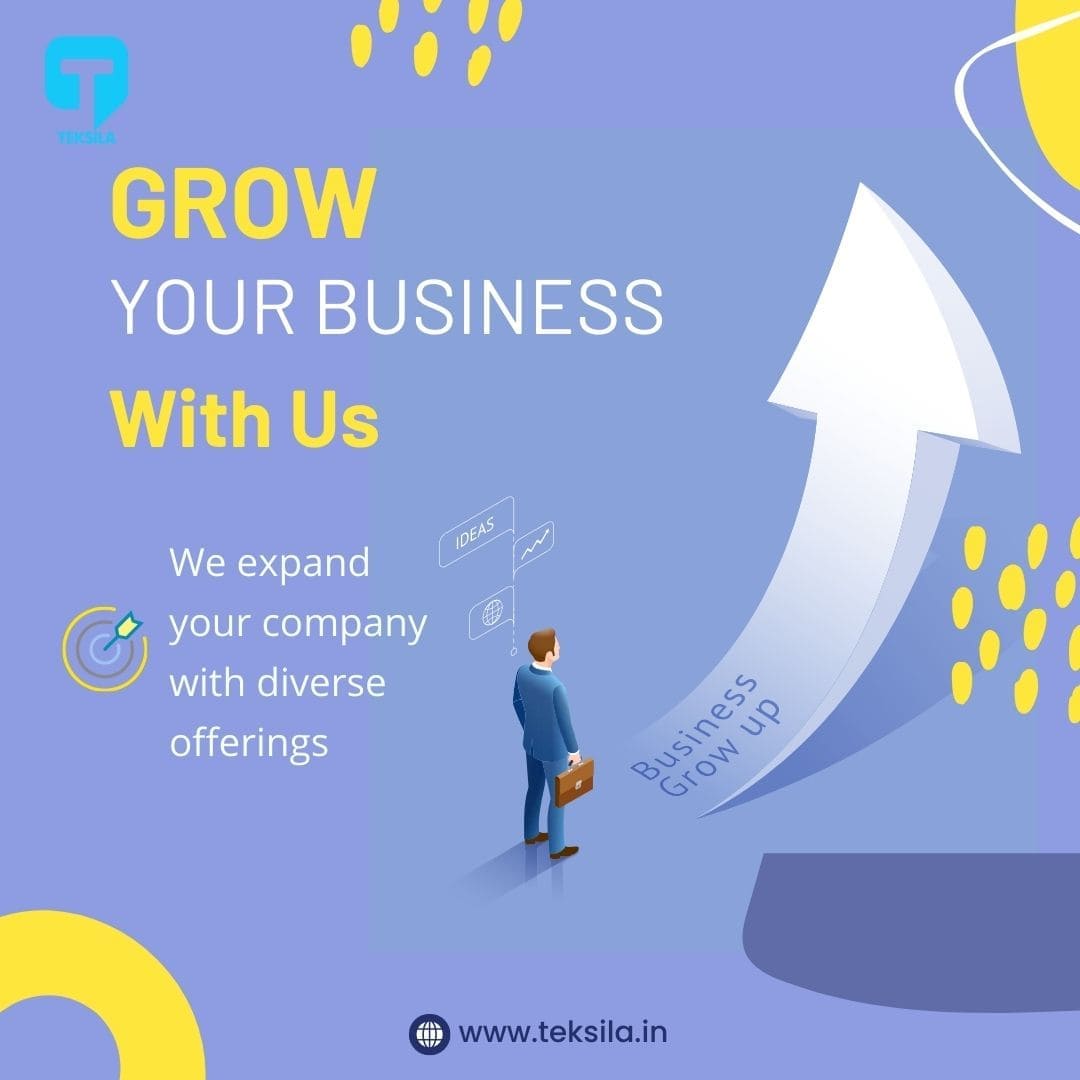 TEKSILA
GROW
YOUR BUSINESS
With Us
IDEAS
We expand
your company
with diverse
offerings
Business
Grow up
www.teksila.in